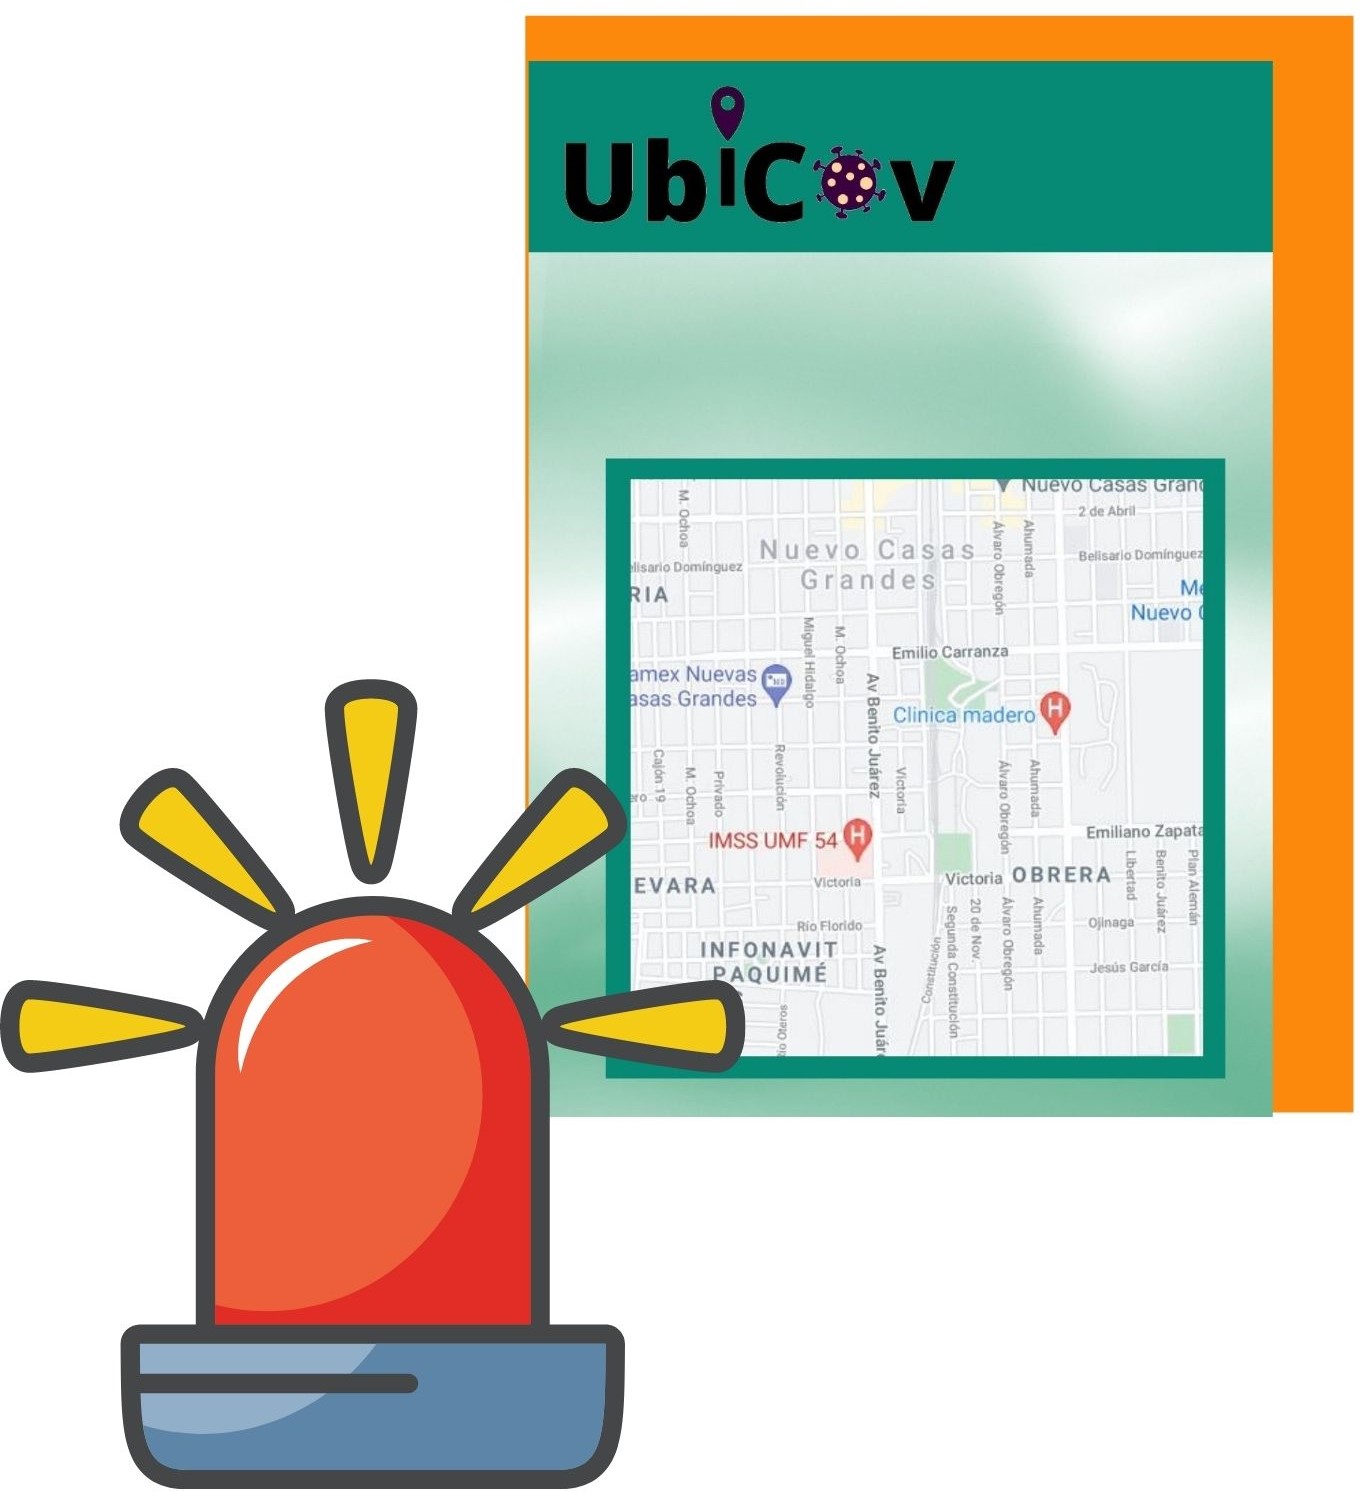 UbiCov
Nuevo Casas Gran
2 de Abril
M. Ochoa
Álvaro Obregón
Ahumada
Nuevo Casas
Grandes
Belisario Domínguez
elisario Domínguez
RIA
Me
Nuevo C
Miguel Hidalgo
M. Ochoa
Emilio Carranza
amex Nuevas
asas Grandes
Av Benito Juárez
Clinica madero
Cajón 19
M. Ochoa
Privado
Revolución
Victoria
Álvaro Obregón
Ahumada
ero
IMSS UMF 54
Emiliano Zapata
EVARA
Victoria
Victoria
OBRERA
Libertad
Benito Juárez
Plan Alemán
Río Florido
Segunda Constitución
20 de Nov.
Álvaro Obregón
Ahumada
Ojinaga
INFONAVIT
PAQUIMÉ
Av Benito Juár
Constitución
Jesús García